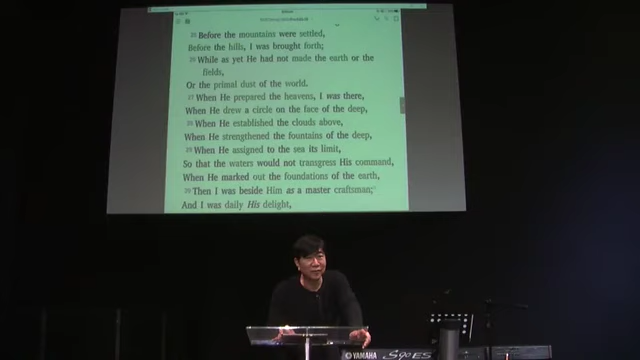 25 Before the mountains were settled,
Before the hills, I was brought forth;
26 While as yet He had not made the earth or the
fields,
Or the primal dust of the world.
27 When He prepared the heavens, I was there,
When He drew a circle on the face of the deep,
28 When He established the clouds above,
When He strengthened the fountains of the deep,
29 When He assigned to the sea its limit,
So that the waters would not transgress His command,
When He marked out the foundations of the earth,
30 Then I was beside Him as a master craftsman;
And I was daily His delight,
YAMAHA S90 ES